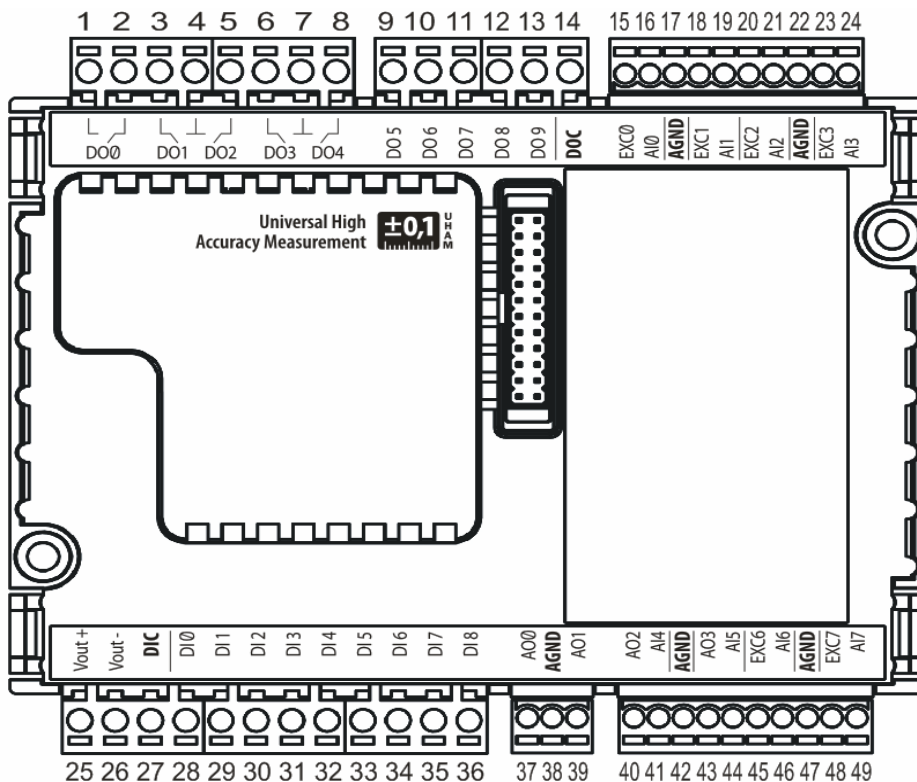 1 2 3 4 5 6 7 8 9 10 11 12 13 14 15 16 17 18 19 20 21 22 23 24
DO0 DO1 DO2 DO3 DO4 DO5 DO6 DO7 DO8 DO9 DOC EXC0 AI0 AGND EXC1 AI1 EXC2 AI2 AGND EXC3 AI3
Universal High
Accuracy Measurement
±0,1
UHAM
Vout+ Vout- DIC DI0 DI1 DI2 DI3 DI4 DI5 DI6 DI7 DI8 AO0 AGND AO1 AO2 AI4 AGND AO3 AI5 EXC6 AI6 AGND EXC7 AI7
25 26 27 28 29 30 31 32 33 34 35 36 37 38 39 40 41 42 43 44 45 46 47 48 49